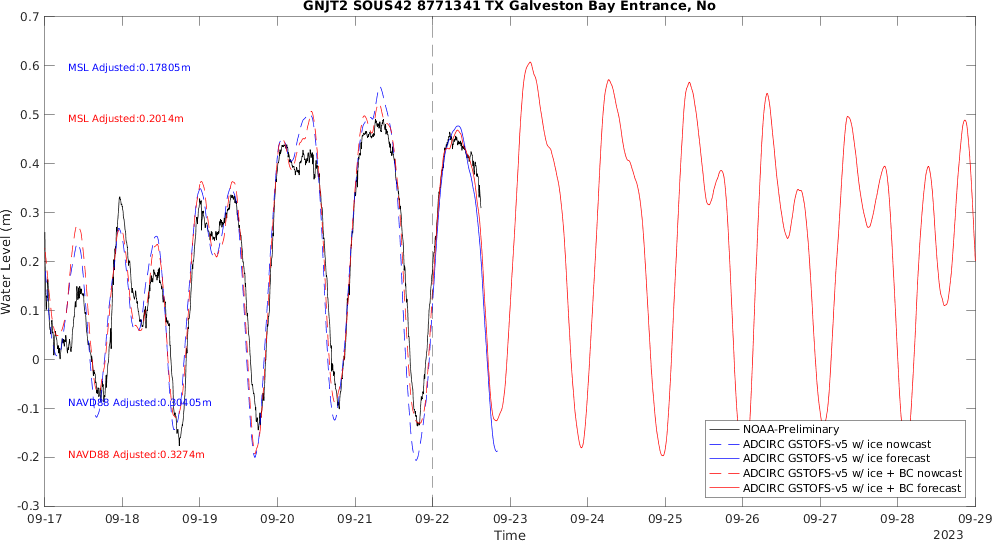 GNJT2 SOUS42 8771341 TX Galveston Bay Entrance, No
0.7
0.6
0.5
0.4
0.3
0.2
0.1
0
-0.1
-0.2
-0.3
Water Level (m)
MSL Adjusted:0.17805m
MSL Adjusted:0.2014m
NAVD88 Adjusted:0.30405m
NAVD88 Adjusted:0.3274m
NOAA-Preliminary
ADCIRC GSTOFS-v5 w/ ice nowcast
ADCIRC GSTOFS-v5 w/ ice forecast
ADCIRC GSTOFS-v5 w/ ice + BC nowcast
ADCIRC GSTOFS-v5 w/ ice + BC forecast
09-17 09-18 09-19 09-20 09-21 09-22 09-23 09-24 09-25 09-26 09-27 09-28 09-29
Time
2023